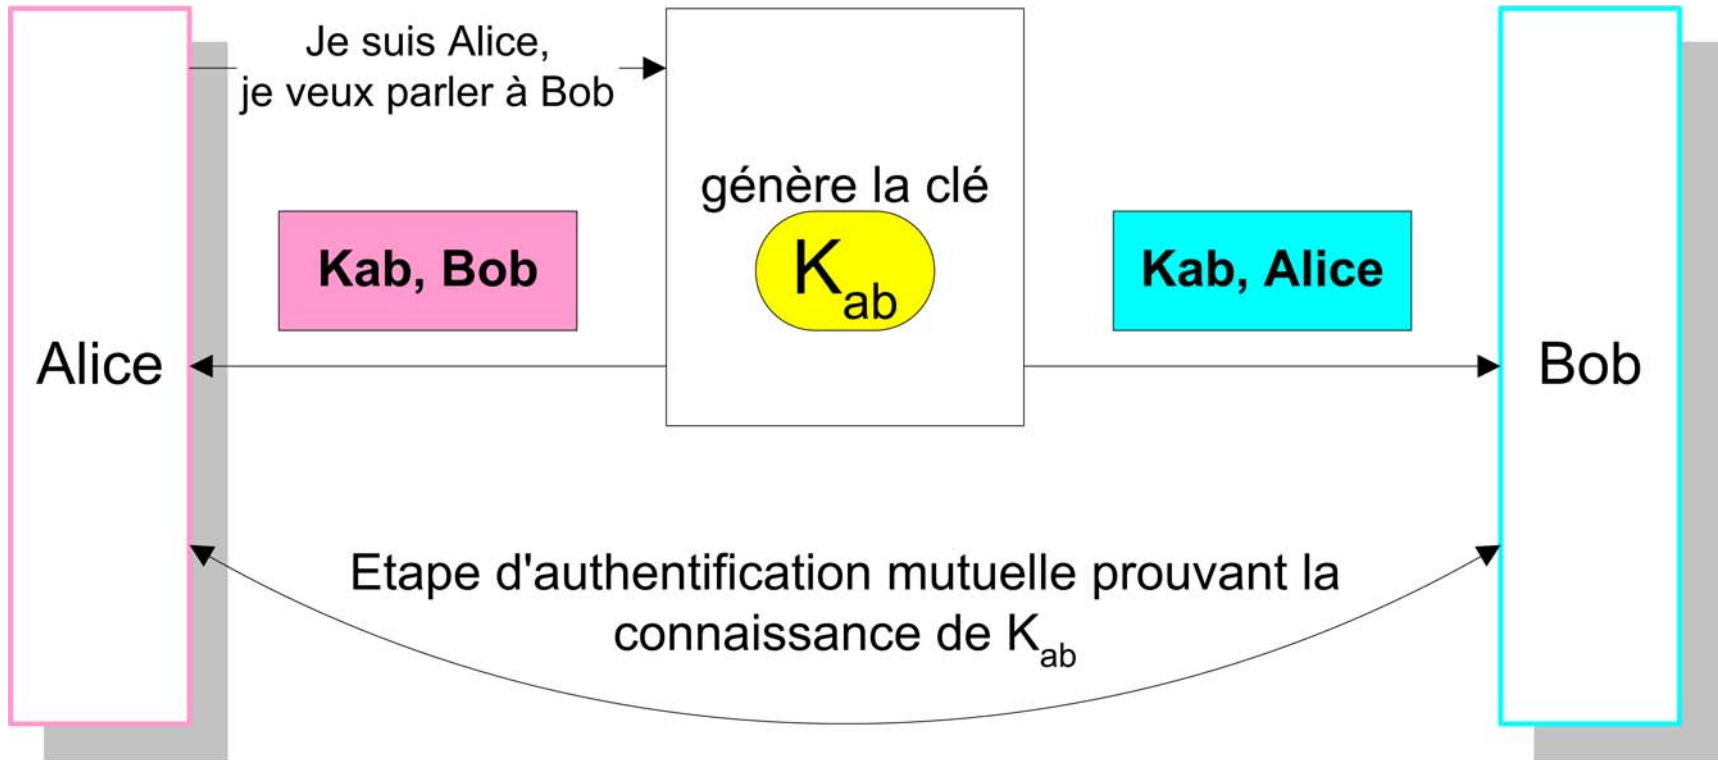 Je suis Alice,
je veux parler à Bob
génère la clé
Kab
Kab, Bob
Kab, Alice
Alice
Bob
Etape d'authentification mutuelle prouvant la
connaissance de Kab